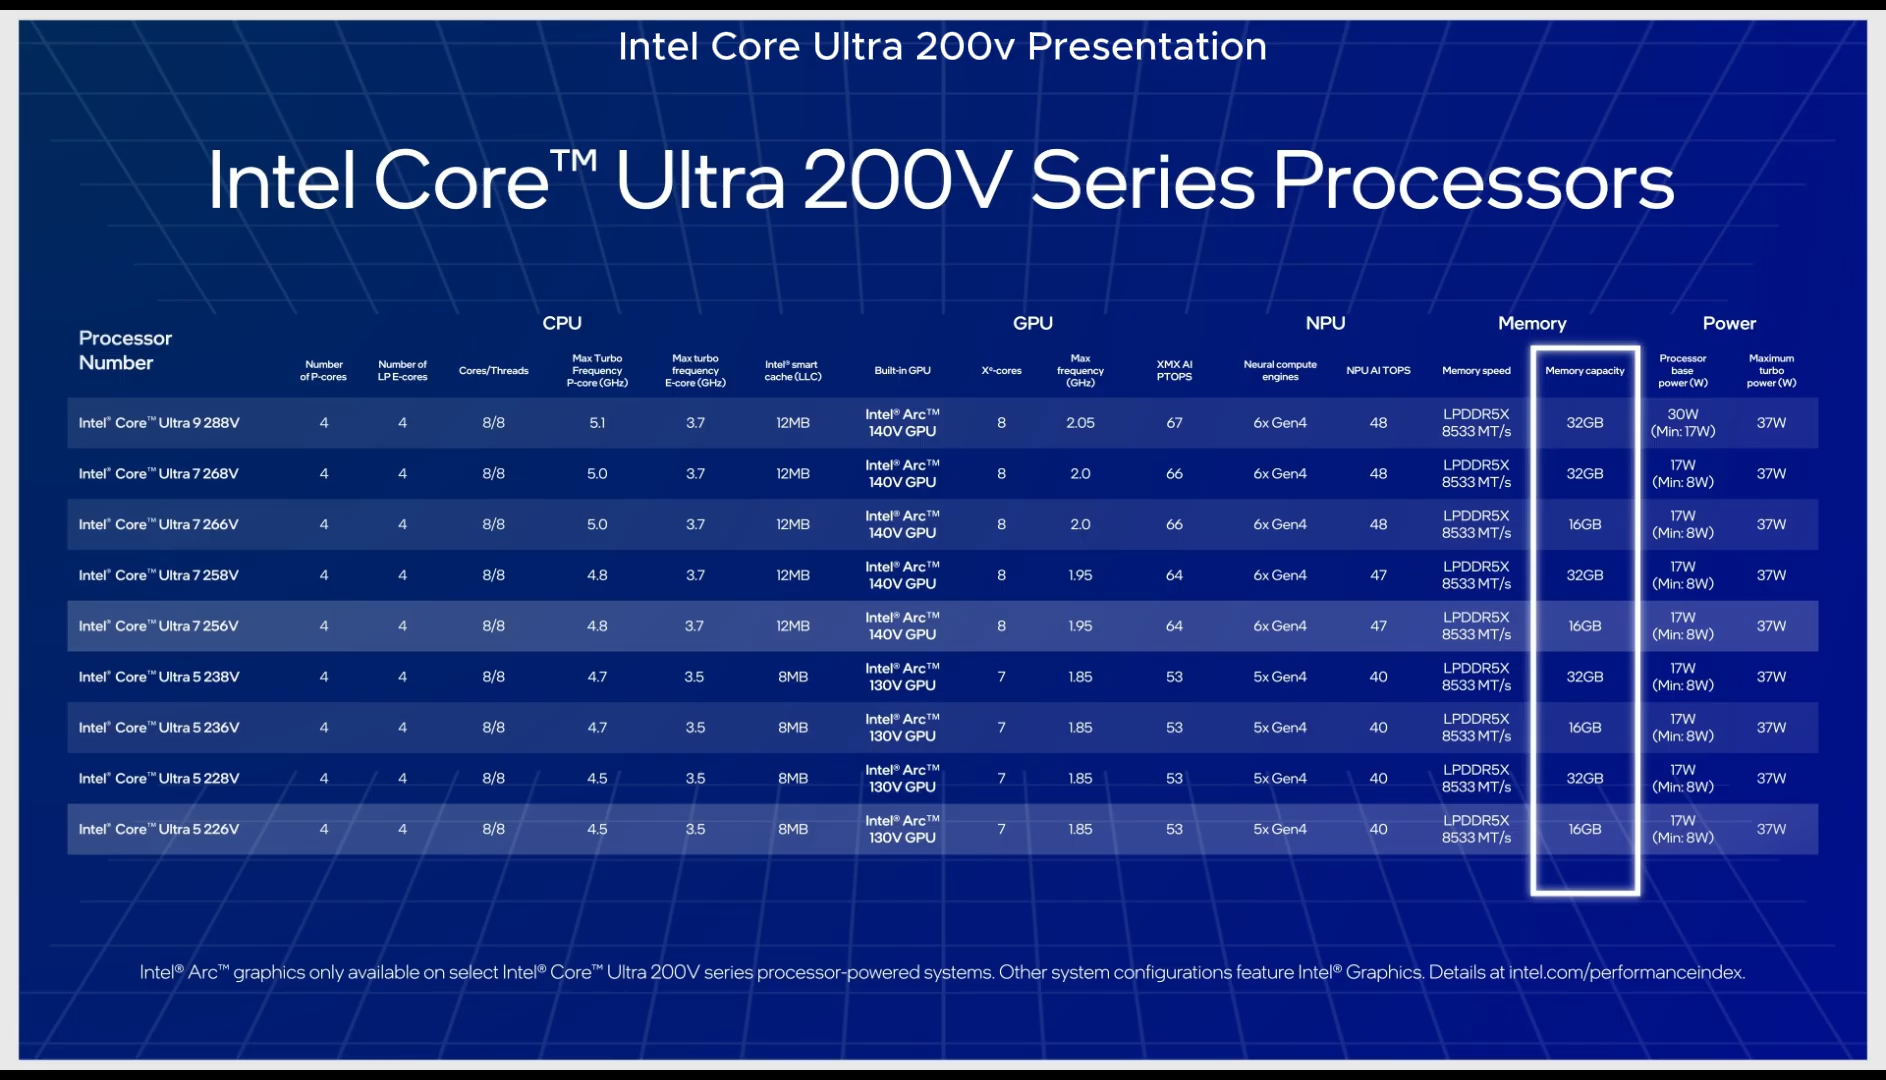 Intel Core Ultra 200v Presentation
Intel Core™ Ultra 200V Series Processors
Processor Number CPU GPU NPU Memory Power
Number of P-cores Number of LP E-cores Cores/Threads Max Turbo Frequency P-core (GHz) Max turbo frequency E-core (GHz) Intel® smart cache (LLC) Built-in GPU Xᵉ-cores Max frequency (GHz) XMX AI PTOPS Neural compute engines NPU AI TOPS Memory speed Memory capacity Processor base power (W) Maximum turbo power (W)
Intel® Core™ Ultra 9 288V 4 4 8/8 5.1 3.7 12MB Intel® Arc™ 140V GPU 8 2.05 67 6x Gen4 48 LPDDR5X 8533 MT/s 32GB 30W (Min: 17W) 37W
Intel® Core™ Ultra 7 268V 4 4 8/8 5.0 3.7 12MB Intel® Arc™ 140V GPU 8 2.0 66 6x Gen4 48 LPDDR5X 8533 MT/s 32GB 17W (Min: 8W) 37W
Intel® Core™ Ultra 7 266V 4 4 8/8 5.0 3.7 12MB Intel® Arc™ 140V GPU 8 2.0 66 6x Gen4 48 LPDDR5X 8533 MT/s 16GB 17W (Min: 8W) 37W
Intel® Core™ Ultra 7 258V 4 4 8/8 4.8 3.7 12MB Intel® Arc™ 140V GPU 8 1.95 64 6x Gen4 47 LPDDR5X 8533 MT/s 32GB 17W (Min: 8W) 37W
Intel® Core™ Ultra 7 256V 4 4 8/8 4.8 3.7 12MB Intel® Arc™ 140V GPU 8 1.95 64 6x Gen4 47 LPDDR5X 8533 MT/s 16GB 17W (Min: 8W) 37W
Intel® Core™ Ultra 5 238V 4 4 8/8 4.7 3.5 8MB Intel® Arc™ 130V GPU 7 1.85 53 5x Gen4 40 LPDDR5X 8533 MT/s 32GB 17W (Min: 8W) 37W
Intel® Core™ Ultra 5 236V 4 4 8/8 4.7 3.5 8MB Intel® Arc™ 130V GPU 7 1.85 53 5x Gen4 40 LPDDR5X 8533 MT/s 16GB 17W (Min: 8W) 37W
Intel® Core™ Ultra 5 228V 4 4 8/8 4.5 3.5 8MB Intel® Arc™ 130V GPU 7 1.85 53 5x Gen4 40 LPDDR5X 8533 MT/s 32GB 17W (Min: 8W) 37W
Intel® Core™ Ultra 5 226V 4 4 8/8 4.5 3.5 8MB Intel® Arc™ 130V GPU 7 1.85 53 5x Gen4 40 LPDDR5X 8533 MT/s 16GB 17W (Min: 8W) 37W
Intel® Arc™ graphics only available on select Intel® Core™ Ultra 200V series processor-powered systems. Other system configurations feature Intel® Graphics. Details at intel.com/performanceindex.